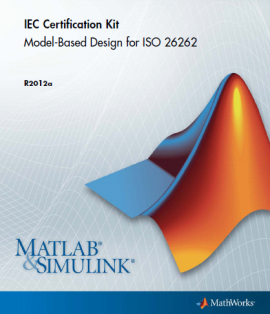 IEC Certification Kit
Model-Based Design for ISO 26262
R2012a
MATLAB®
&SIMULINK®
MathWorks®